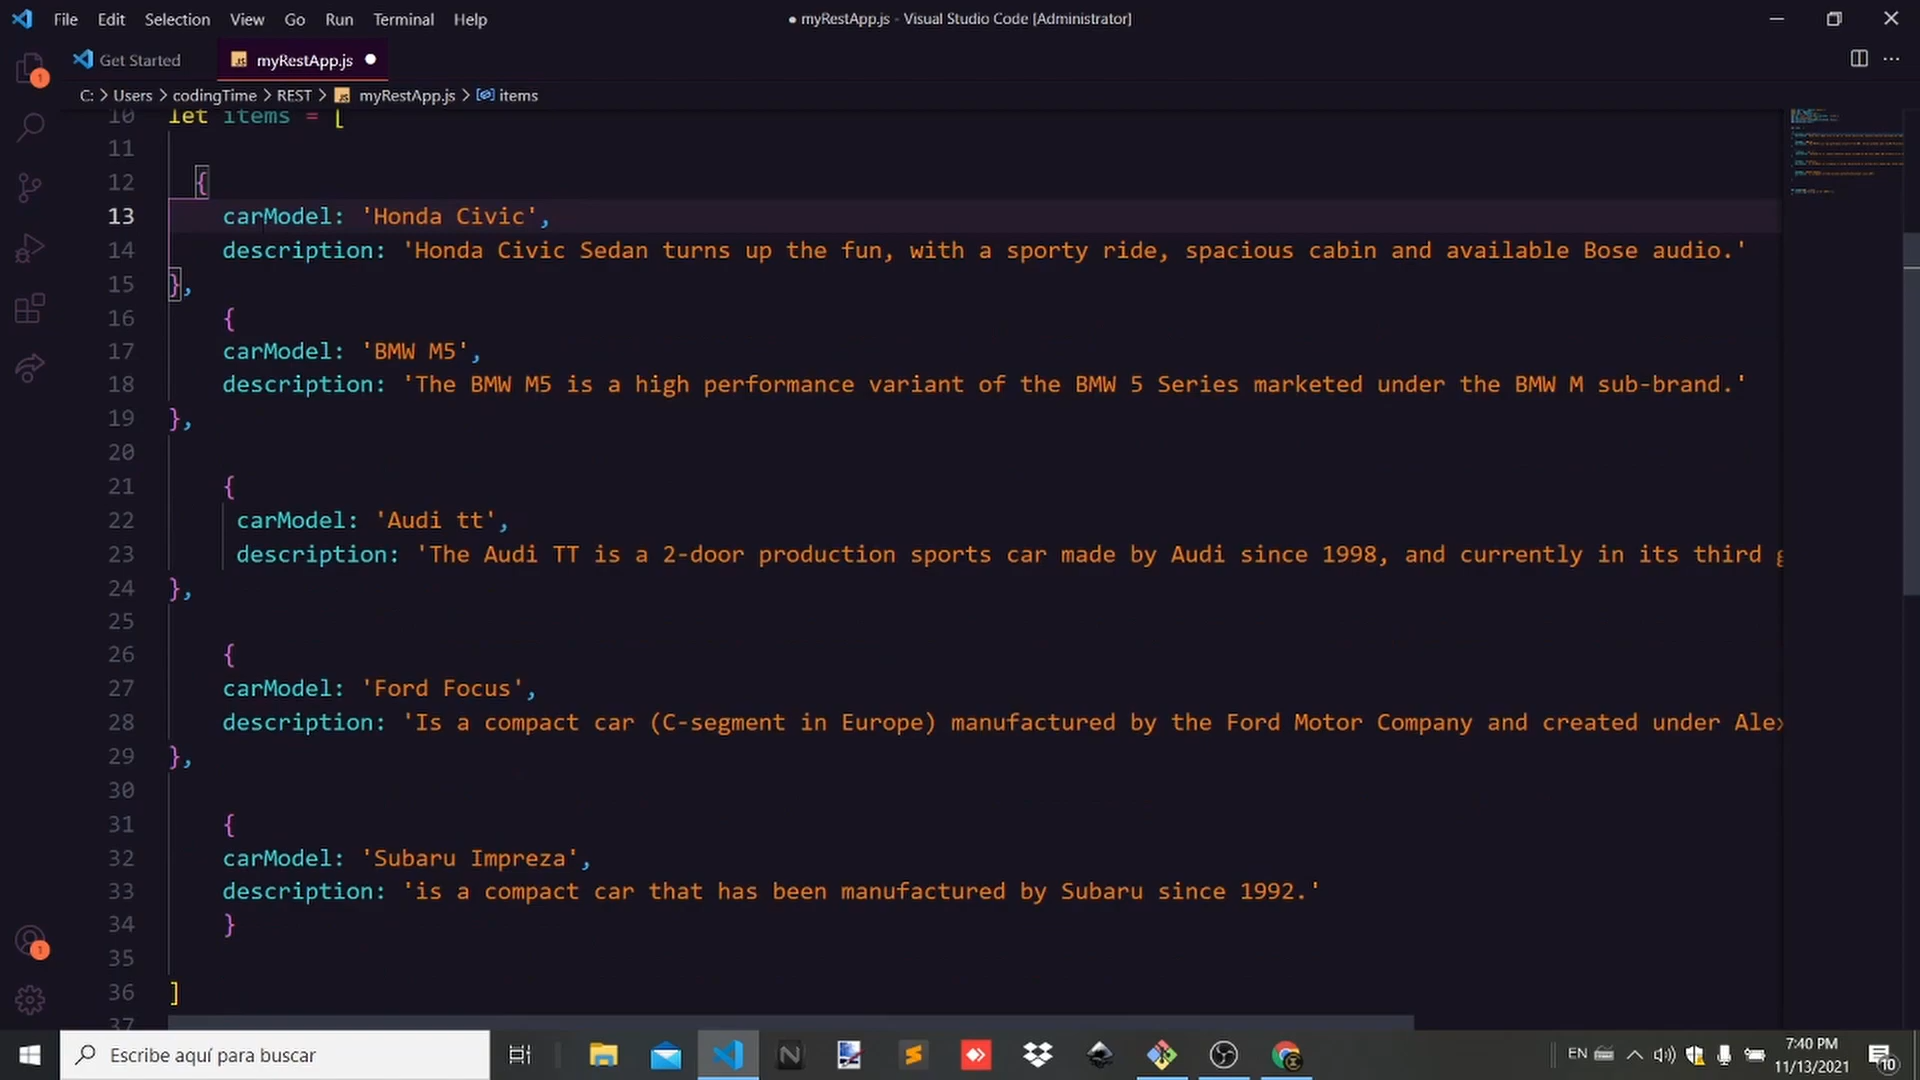 File Edit Selection View Go Run Terminal Help ● myRestApp.js - Visual Studio Code [Administrator]
Get Started myRestApp.js ●
C: > Users > codingTime > REST > myRestApp.js > items
10 let items = [
11
12 {
13 carModel: 'Honda Civic',
14 description: 'Honda Civic Sedan turns up the fun, with a sporty ride, spacious cabin and available Bose audio.'
15 },
16 {
17 carModel: 'BMW M5',
18 description: 'The BMW M5 is a high performance variant of the BMW 5 Series marketed under the BMW M sub-brand.'
19 },
20
21 {
22 carModel: 'Audi tt',
23 description: 'The Audi TT is a 2-door production sports car made by Audi since 1998, and currently in its third g
24 },
25
26 {
27 carModel: 'Ford Focus',
28 description: 'Is a compact car (C-segment in Europe) manufactured by the Ford Motor Company and created under Alex
29 },
30
31 {
32 carModel: 'Subaru Impreza',
33 description: 'is a compact car that has been manufactured by Subaru since 1992.'
34 }
35
36 ]
37
1
1
Escribe aquí para buscar
EN
7:40 PM
11/13/2021
10